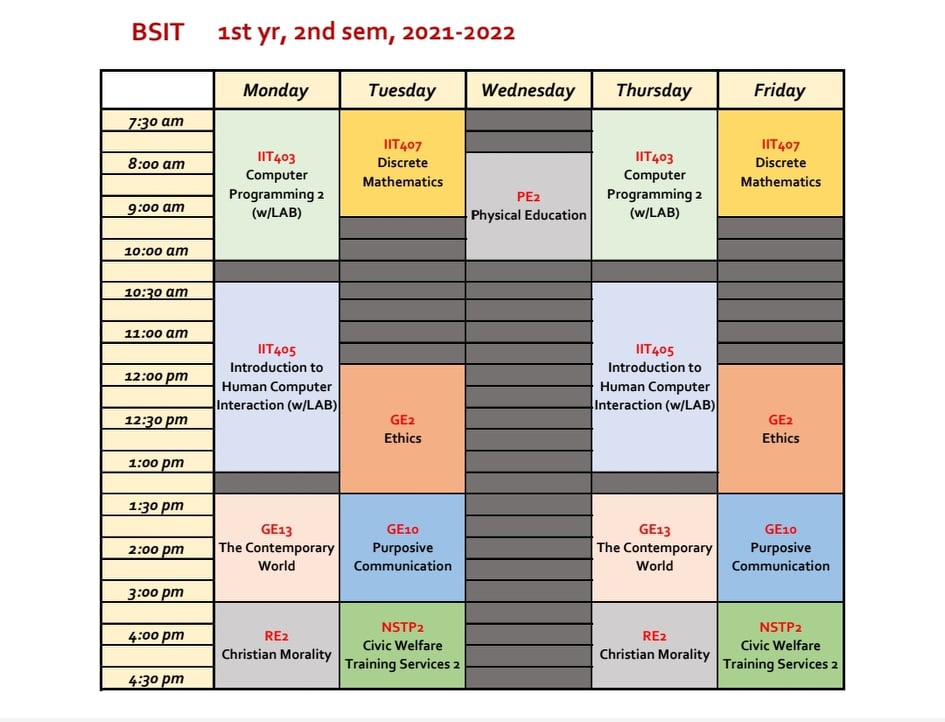 BSIT 1st yr, 2nd sem, 2021-2022
Monday Tuesday Wednesday Thursday Friday
7:30 am
8:00 am
9:00 am
10:00 am
10:30 am
11:00 am
12:00 pm
12:30 pm
1:00 pm
1:30 pm
2:00 pm
3:00 pm
4:00 pm
4:30 pm
IIT403
Computer
Programming 2
(w/LAB)
IIT405
Introduction to
Human Computer
Interaction (w/LAB)
GE13
The Contemporary
World
RE2
Christian Morality
IIT407
Discrete
Mathematics
GE2
Ethics
GE10
Purposive
Communication
NSTP2
Civic Welfare
Training Services 2
PE2
Physical Education
IIT403
Computer
Programming 2
(w/LAB)
IIT405
Introduction to
Human Computer
Interaction (w/LAB)
GE13
The Contemporary
World
RE2
Christian Morality
IIT407
Discrete
Mathematics
GE2
Ethics
GE10
Purposive
Communication
NSTP2
Civic Welfare
Training Services 2